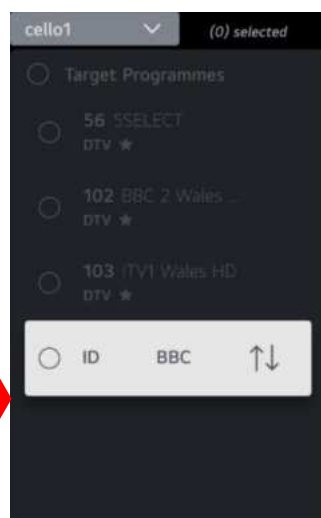 cello1 (0) selected
Target Programmes
56 5SELECT
DTV ★
102 BBC 2 Wales ...
DTV ★
103 ITV1 Wales HD
DTV ★
ID BBC ↑↓